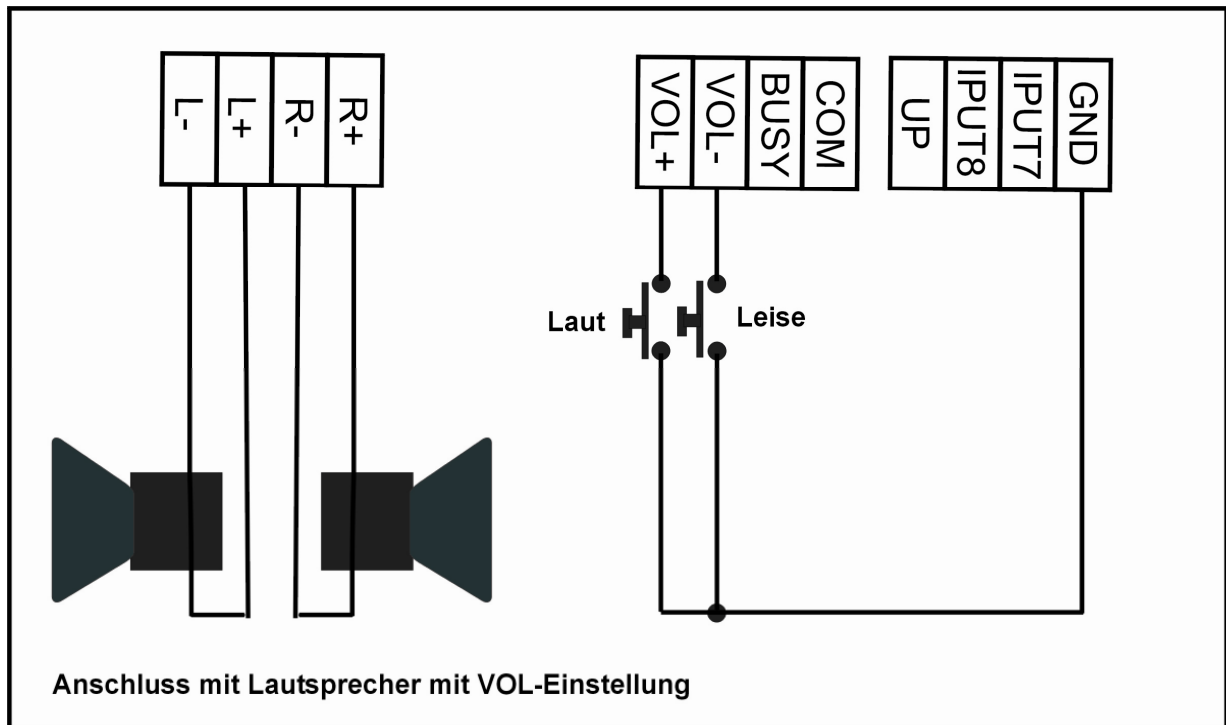 L-
L+
R-
R+
VOL+
VOL-
BUSY
COM
UP
IPUT8
IPUT7
GND
Laut
Leise
Anschluss mit Lautsprecher mit VOL-Einstellung